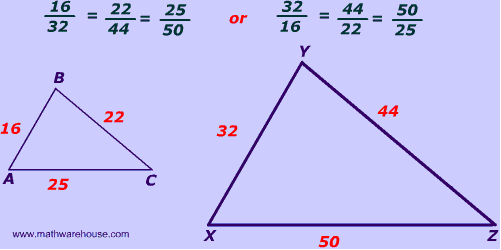 16/32 = 22/44 = 25/50 or 32/16 = 44/22 = 50/25
Y
B
16 22 32 44
A C
25
X Z
www.mathwarehouse.com 50